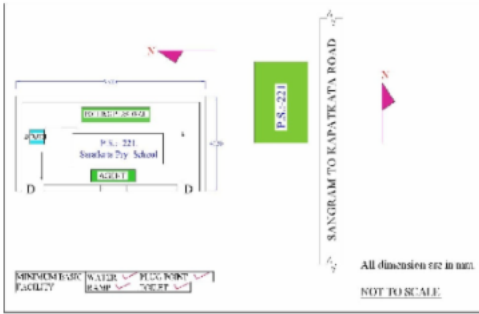 N
N
P.S.:-221
P.S.: 221,
Pry. School
AGENT
D
D
SANGRAM TO KAPATKATA ROAD
All dimension are in mm
NOT TO SCALE
MINIMUM BASIC FACILITY
WATER
PLUG POINT
RAMP
TOILET